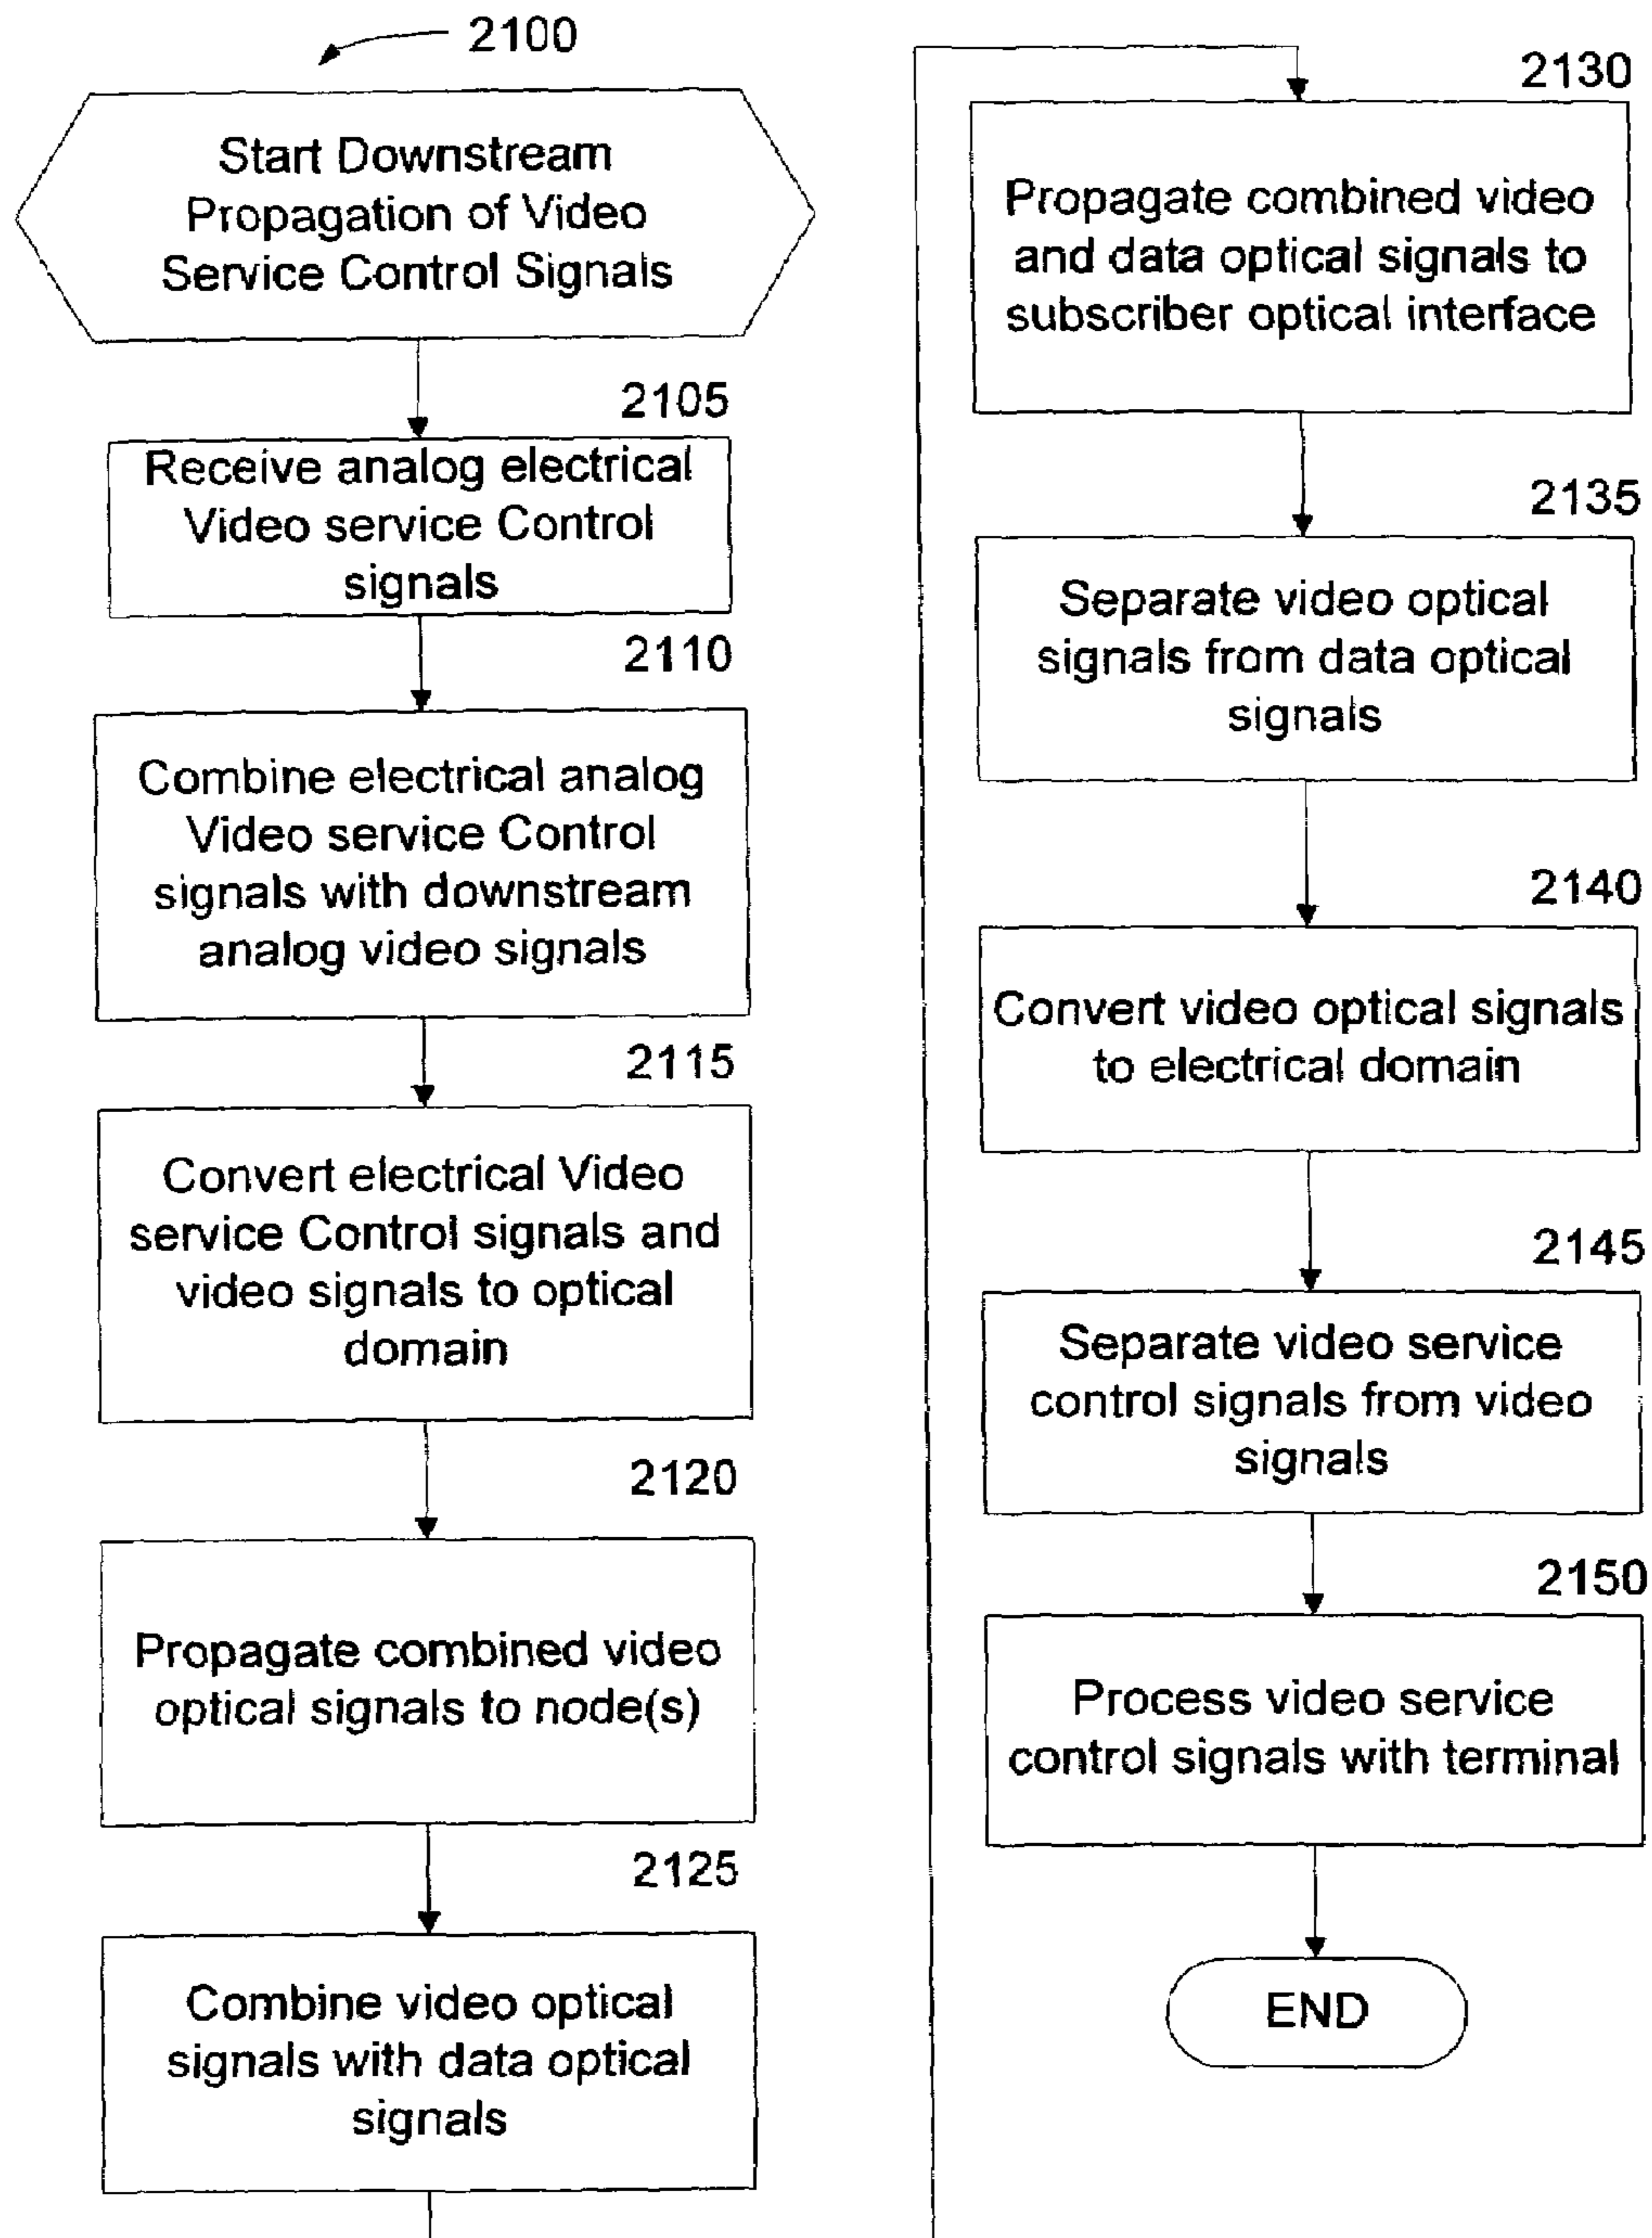 2100
Start Downstream
Propagation of Video
Service Control Signals
2105
Receive analog electrical
Video service Control
signals
2110
Combine electrical analog
Video service Control
signals with downstream
analog video signals
2115
Convert electrical Video
service Control signals and
video signals to optical
domain
2120
Propagate combined video
optical signals to node(s)
2125
Combine video optical
signals with data optical
signals
2130
Propagate combined video
and data optical signals to
subscriber optical interface
2135
Separate video optical
signals from data optical
signals
2140
Convert video optical signals
to electrical domain
2145
Separate video service
control signals from video
signals
2150
Process video service
control signals with terminal
END